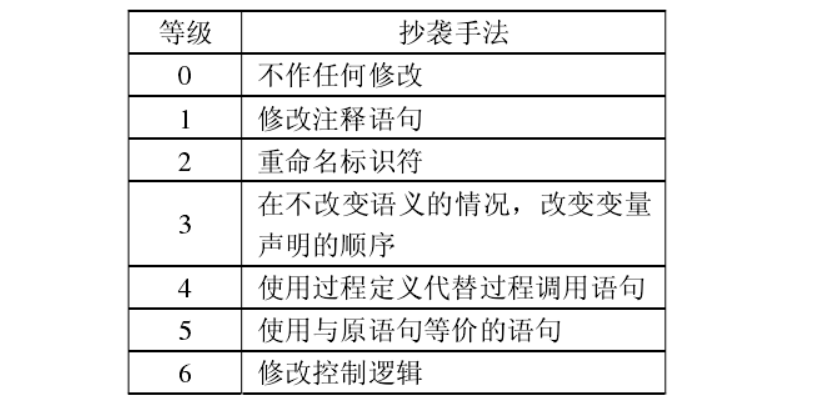 等级 抄袭手法
0 不作任何修改
1 修改注释语句
2 重命名标识符
3 在不改变语义的情况，改变变量
声明的顺序
4 使用过程定义代替过程调用语句
5 使用与原语句等价的语句
6 修改控制逻辑